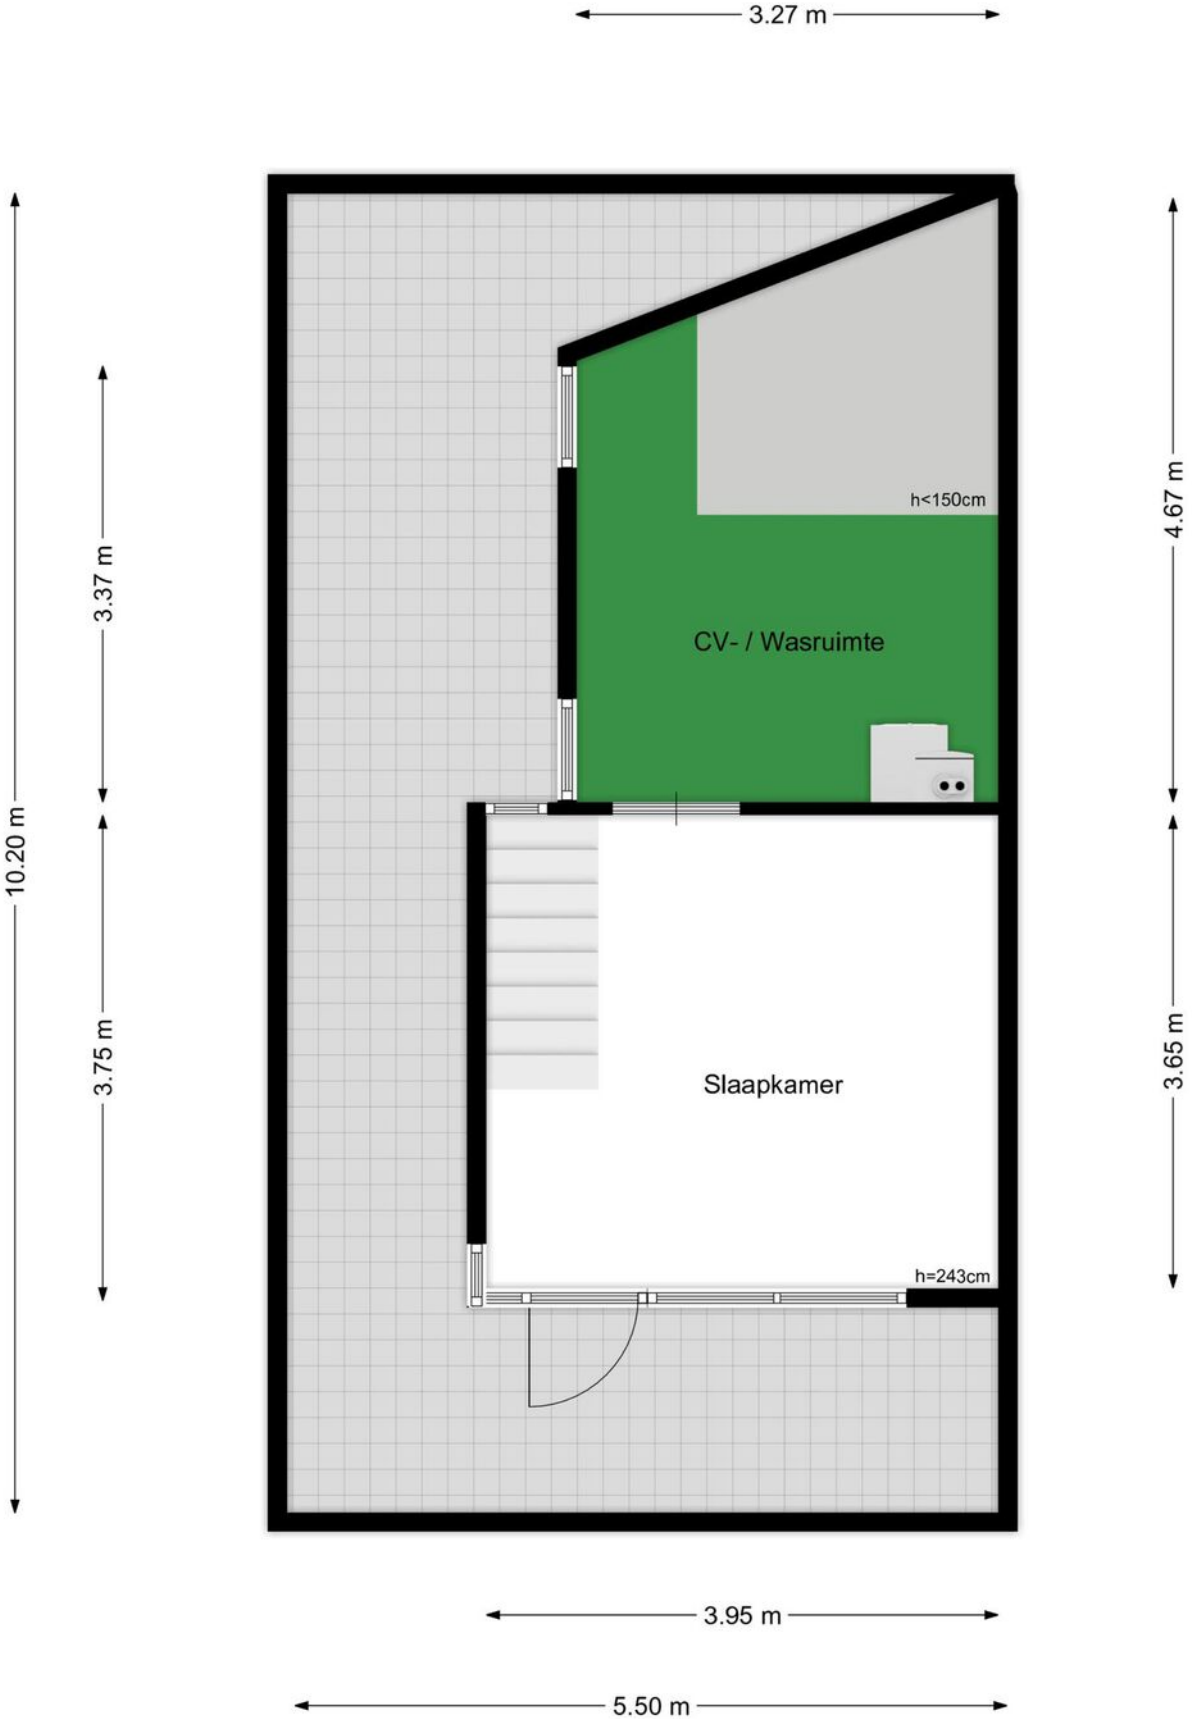 3.27 m
h<150cm
4.67 m
3.37 m
CV- / Wasruimte
10.20 m
3.75 m
3.65 m
Slaapkamer
h=243cm
3.95 m
5.50 m